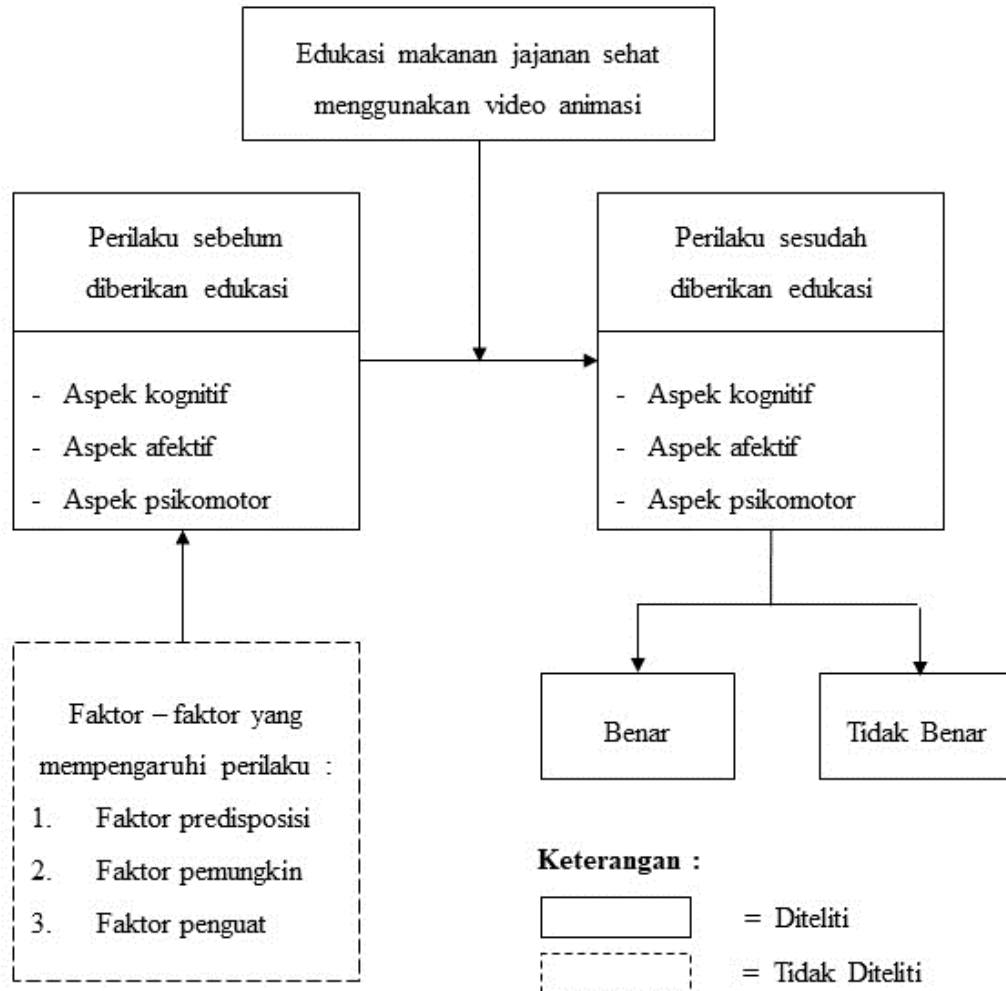 Edukasi makanan jajanan sehat
menggunakan video animasi
Perilaku sebelum
diberikan edukasi
- Aspek kognitif
- Aspek afektif
- Aspek psikomotor
Perilaku sesudah
diberikan edukasi
- Aspek kognitif
- Aspek afektif
- Aspek psikomotor
Faktor – faktor yang
mempengaruhi perilaku :
1. Faktor predisposisi
2. Faktor pemungkin
3. Faktor penguat
Benar
Tidak Benar
Keterangan :
= Diteliti
= Tidak Diteliti